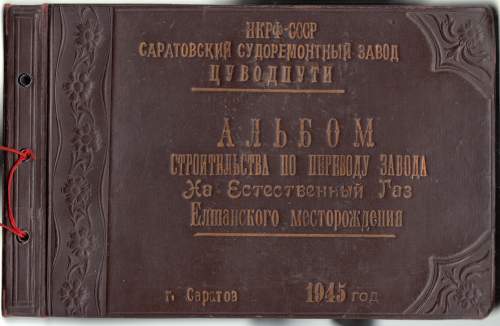 НКРФ-СССР
САРАТОВСКИЙ СУДОРЕМОНТНЫЙ ЗАВОД
ЦУВОДПУТИ
АЛЬБОМ
СТРОИТЕЛЬСТВА ПО ПЕРЕВОДУ ЗАВОДА
На Естественный Газ
Елшанского месторождения
г. Саратов 1945 год